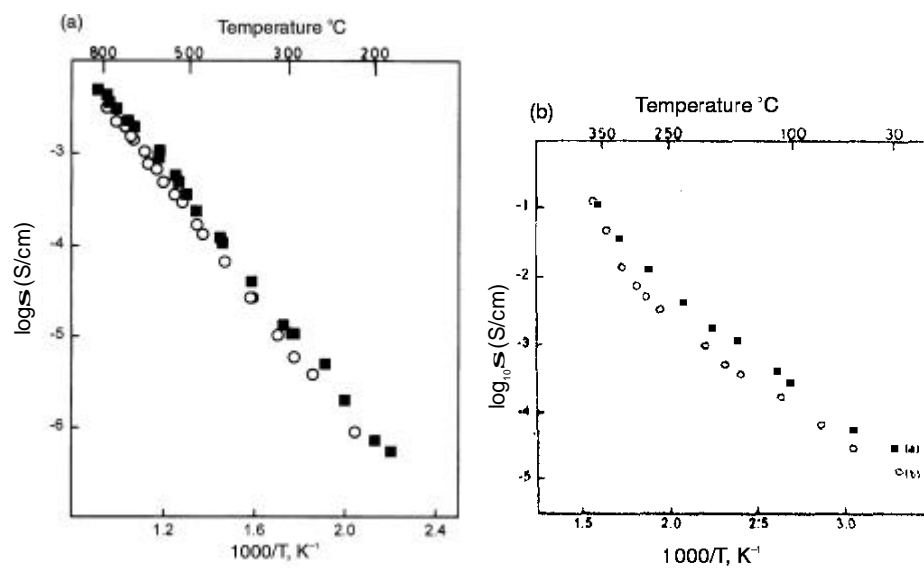 (a)
Temperature °C
800 500 300 200
-3
-4
-5
-6
logs (S/cm)
1.2 1.6 2.0 2.4
1000/T, K⁻¹
(b)
Temperature °C
350 250 100 30
-1
-2
-3
-4
-5
log₁₀s (S/cm)
(a)
(b)
1.5 2.0 2.5 3.0
1000/T, K⁻¹